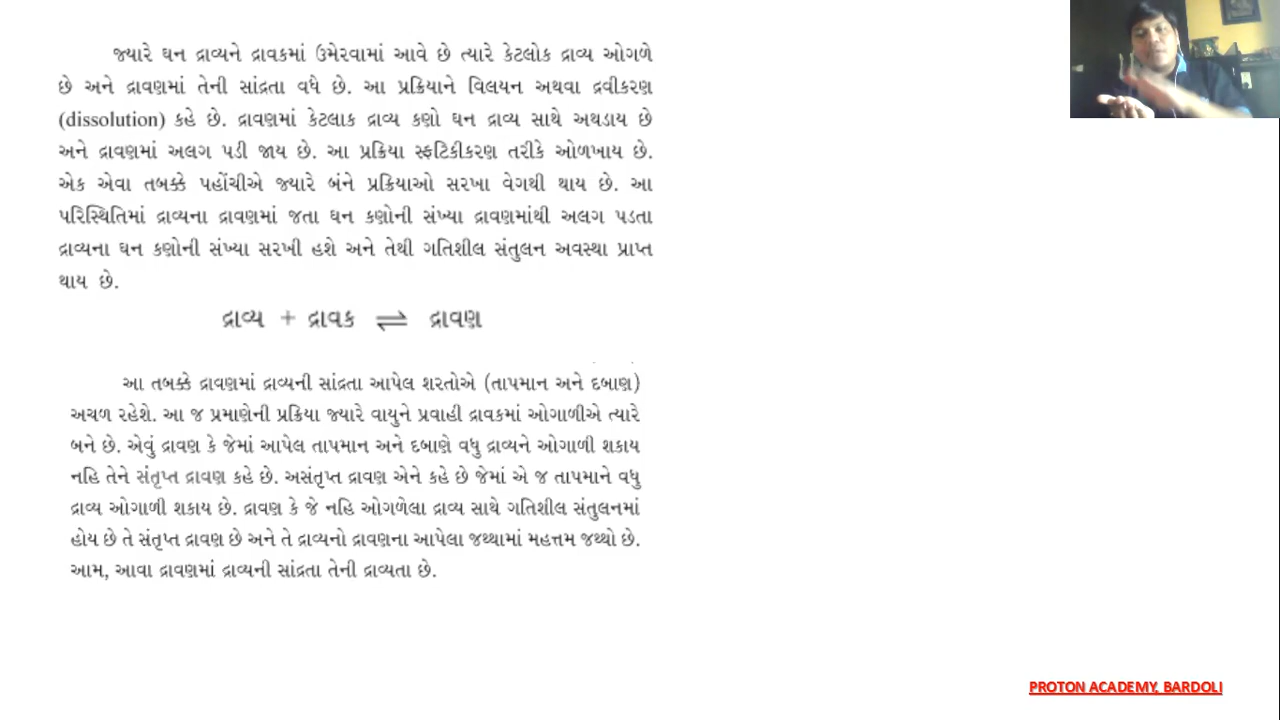 જ્યારે ઘન દ્રાવ્યને દ્રાવકમાં ઉમેરવામાં આવે છે ત્યારે કેટલોક દ્રાવ્ય ઓગળે
છે અને દ્રાવણમાં તેની સાંદ્રતા વધે છે. આ પ્રક્રિયાને વિલયન અથવા દ્રવીકરણ
(dissolution) કહે છે. દ્રાવણમાં કેટલાક દ્રાવ્ય કણો ઘન દ્રાવ્ય સાથે અથડાય છે
અને દ્રાવણમાં અલગ પડી જાય છે. આ પ્રક્રિયા સ્ફટિકીકરણ તરીકે ઓળખાય છે.
એક એવા તબક્કે પહોંચીએ જ્યારે બંને પ્રક્રિયાઓ સરખા વેગથી થાય છે. આ
પરિસ્થિતિમાં દ્રાવ્યના દ્રાવણમાં જતા ઘન કણોની સંખ્યા દ્રાવણમાંથી અલગ પડતા
દ્રાવ્યના ઘન કણોની સંખ્યા સરખી હશે અને તેથી ગતિશીલ સંતુલન અવસ્થા પ્રાપ્ત
થાય છે.
દ્રાવ્ય + દ્રાવક ⇌ દ્રાવણ
આ તબક્કે દ્રાવણમાં દ્રાવ્યની સાંદ્રતા આપેલ શરતોએ (તાપમાન અને દબાણ)
અચળ રહેશે. આ જ પ્રમાણેની પ્રક્રિયા જ્યારે વાયુને પ્રવાહી દ્રાવકમાં ઓગાળીએ ત્યારે
બને છે. એવું દ્રાવણ કે જેમાં આપેલ તાપમાન અને દબાણે વધુ દ્રાવ્યને ઓગાળી શકાય
નહિ તેને સંતૃપ્ત દ્રાવણ કહે છે. અસંતૃપ્ત દ્રાવણ એને કહે છે જેમાં એ જ તાપમાને વધુ
દ્રાવ્ય ઓગાળી શકાય છે. દ્રાવણ કે જે નહિ ઓગળેલા દ્રાવ્ય સાથે ગતિશીલ સંતુલનમાં
હોય છે તે સંતૃપ્ત દ્રાવણ છે અને તે દ્રાવ્યનો દ્રાવણના આપેલા જથ્થામાં મહત્તમ જથ્થો છે.
આમ, આવા દ્રાવણમાં દ્રાવ્યની સાંદ્રતા તેની દ્રાવ્યતા છે.
PROTON ACADEMY, BARDOLI